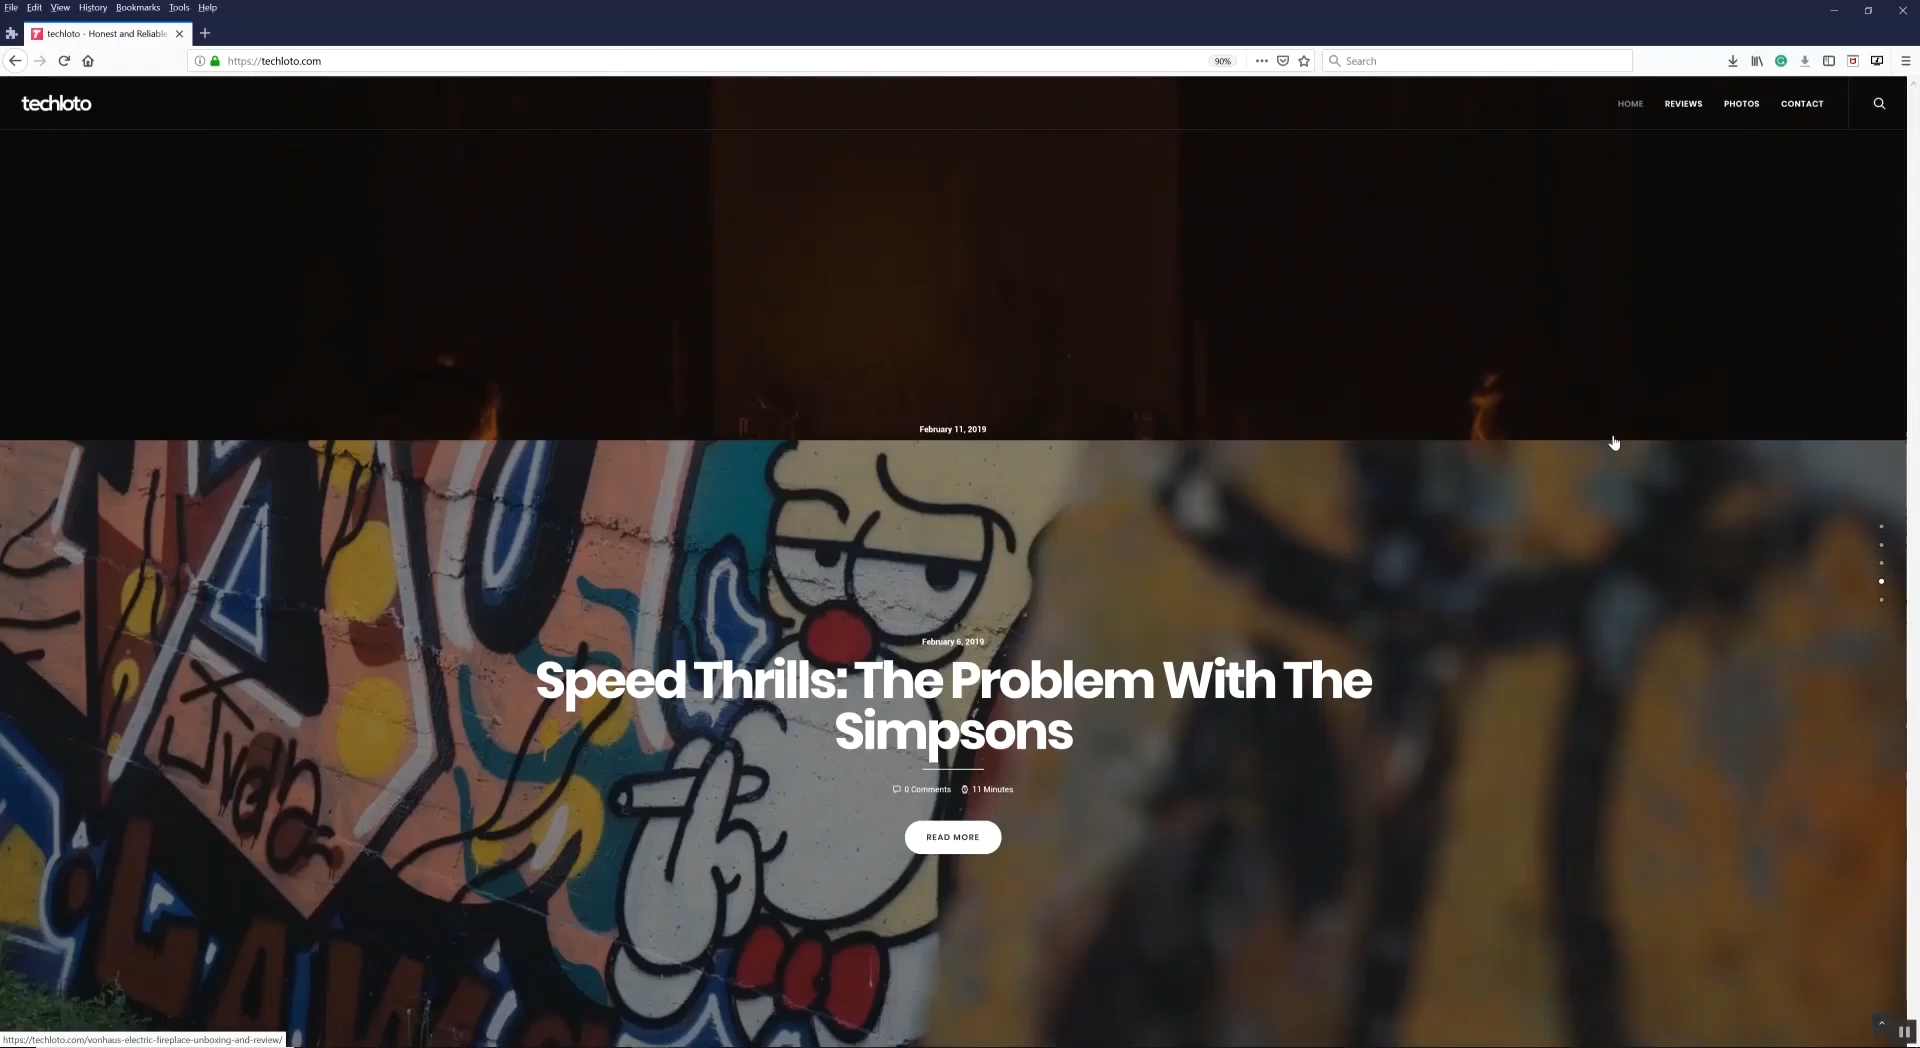 File Edit View History Bookmarks Tools Help
techloto - Honest and Reliable
https://techloto.com
90%
Search
techloto
HOME REVIEWS PHOTOS CONTACT
February 11, 2019
February 6, 2019
Speed Thrills: The Problem With The
Simpsons
0 Comments 11 Minutes
READ MORE
https://techloto.com/vonhaus-electric-fireplace-unboxing-and-review/